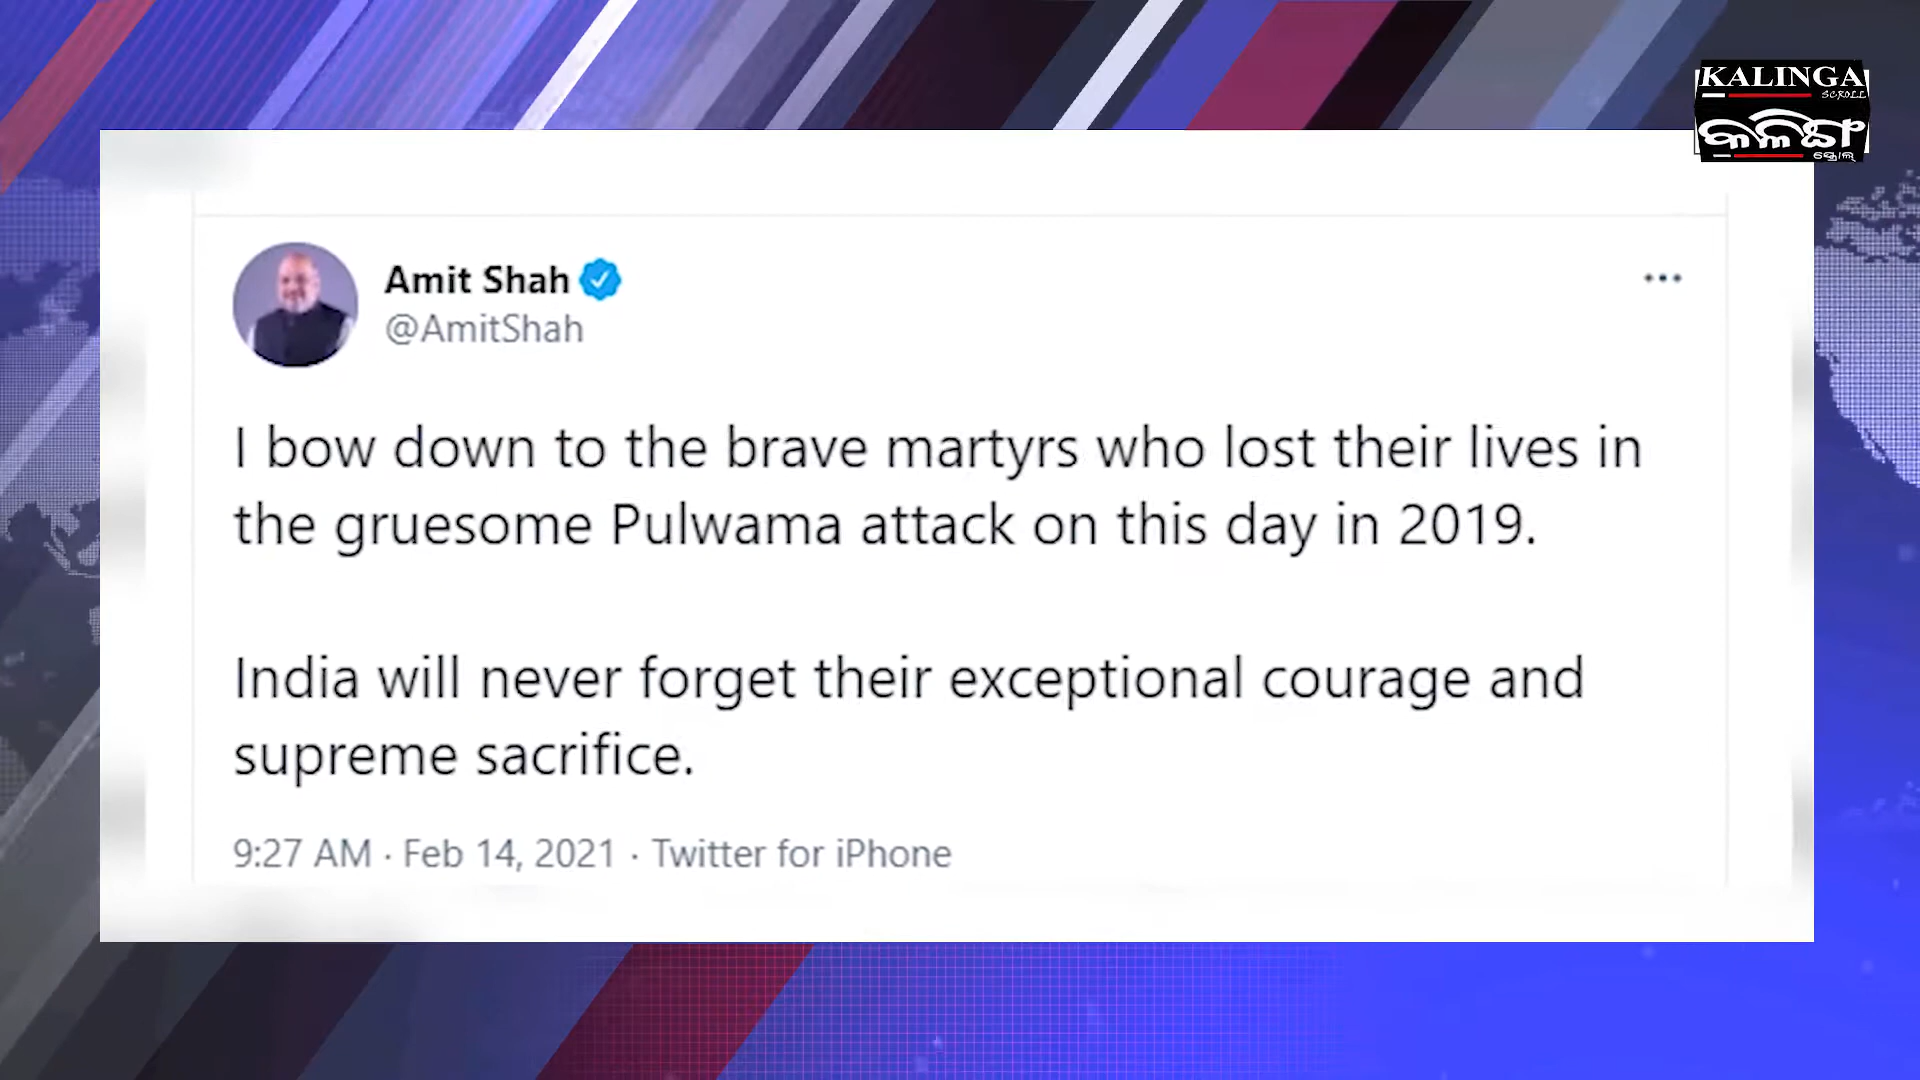 KALINGA
SCROLL
କଳିଙ୍ଗ
ସ୍କ୍ରୋଲ୍
Amit Shah
@AmitShah
I bow down to the brave martyrs who lost their lives in
the gruesome Pulwama attack on this day in 2019.
India will never forget their exceptional courage and
supreme sacrifice.
9:27 AM · Feb 14, 2021 · Twitter for iPhone